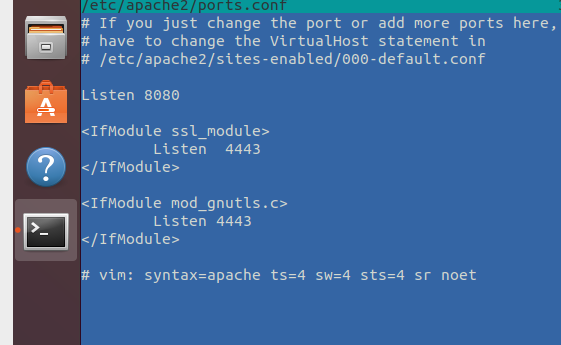 /etc/apache2/ports.conf
# If you just change the port or add more ports here,
# have to change the VirtualHost statement in
# /etc/apache2/sites-enabled/000-default.conf
Listen 8080
<IfModule ssl_module>
Listen  4443
</IfModule>
<IfModule mod_gnutls.c>
Listen 4443
</IfModule>
# vim: syntax=apache ts=4 sw=4 sts=4 sr noet